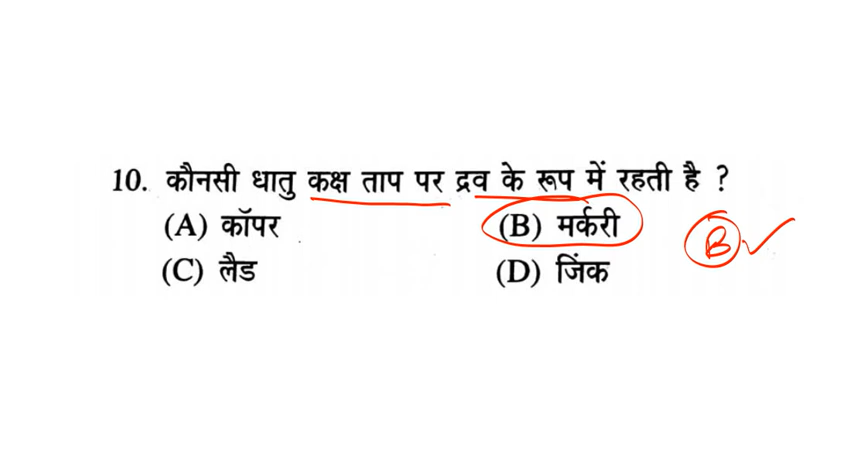 10. कौनसी धातु कक्ष ताप पर द्रव के रूप में रहती है ?
(A) कॉपर (B) मर्करी
B
(C) लैड (D) जिंक